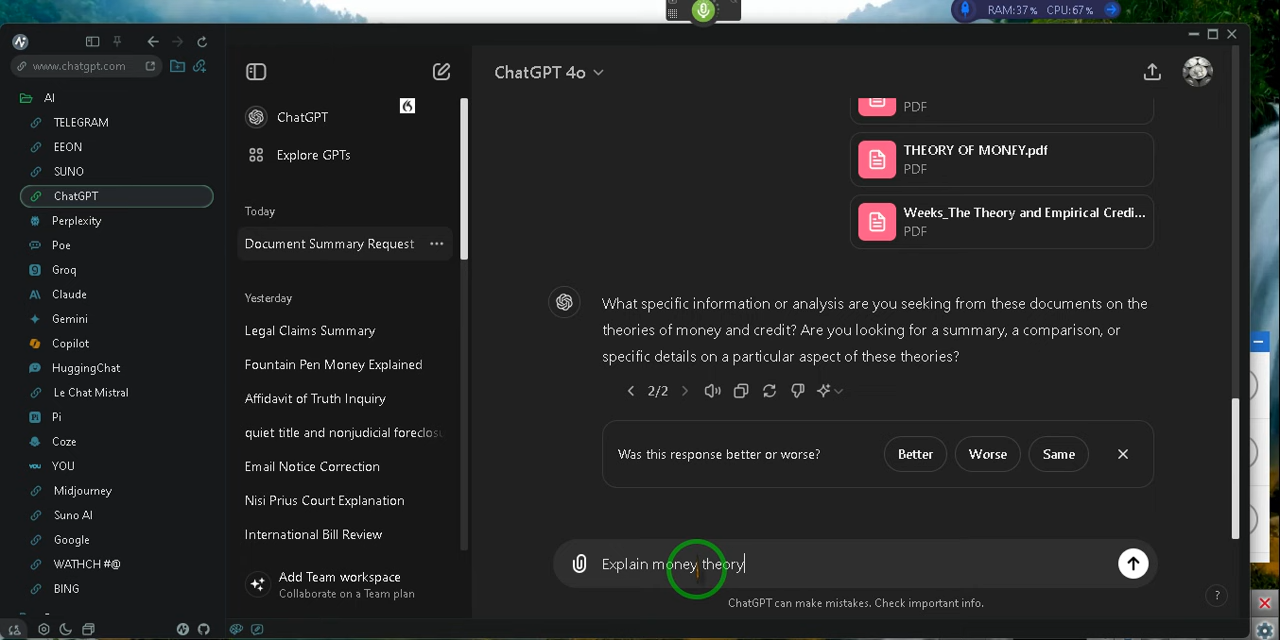 RAM:37% CPU:67%
www.chatgpt.com
AI
TELEGRAM
EEON
SUNO
ChatGPT
Perplexity
Poe
Groq
Claude
Gemini
Copilot
HuggingChat
Le Chat Mistral
Pi
Coze
YOU
Midjourney
Suno AI
Google
WATHCH #@
BING
ChatGPT
Explore GPTs
Today
Document Summary Request
Yesterday
Legal Claims Summary
Fountain Pen Money Explained
Affidavit of Truth Inquiry
quiet title and nonjudicial foreclosu
Email Notice Correction
Nisi Prius Court Explanation
International Bill Review
Add Team workspace
Collaborate on a Team plan
ChatGPT 4o
PDF
THEORY OF MONEY.pdf
PDF
Weeks_The Theory and Empirical Credi...
PDF
What specific information or analysis are you seeking from these documents on the
theories of money and credit? Are you looking for a summary, a comparison, or
specific details on a particular aspect of these theories?
2/2
Was this response better or worse?
Better
Worse
Same
Explain money theory
ChatGPT can make mistakes. Check important info.
?